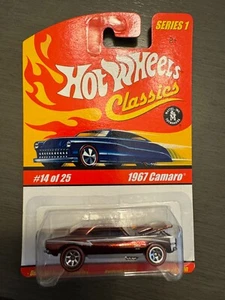 SERIES 1
Hot Wheels
Classics
#14 of 25
1967 Camaro